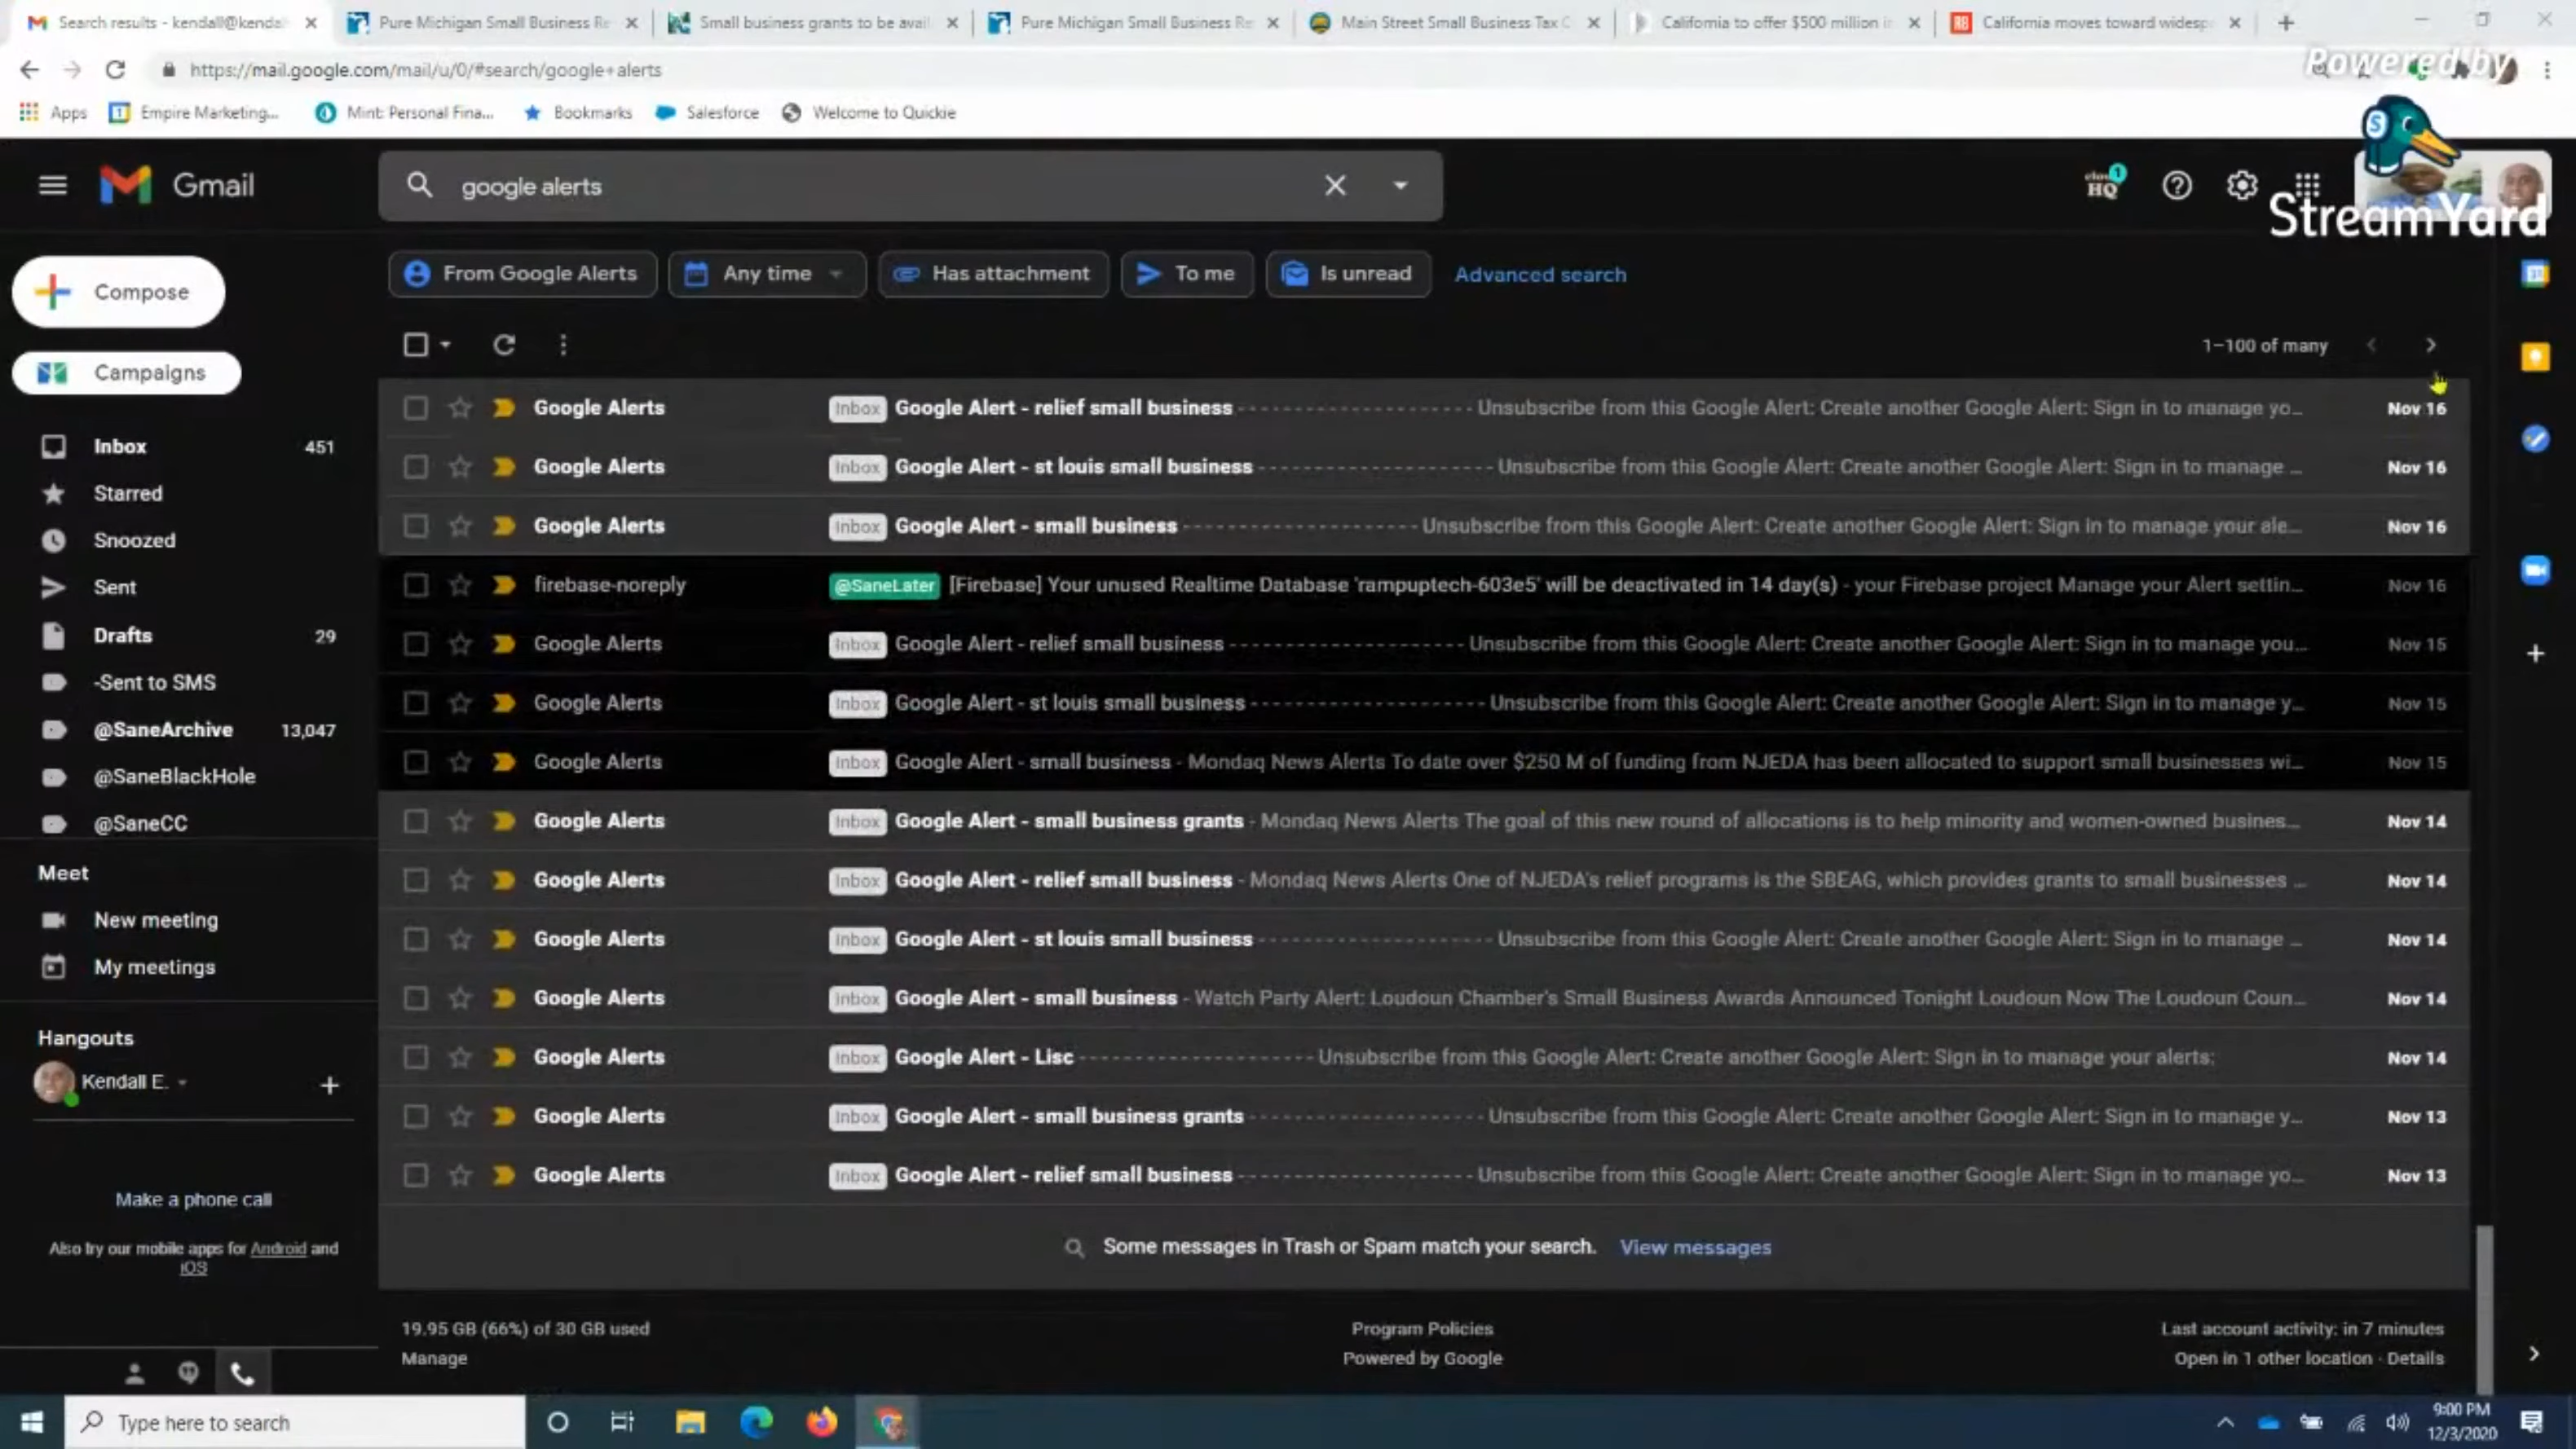 Search results - kendall@kendal
Pure Michigan Small Business Re
Small business grants to be avail
Pure Michigan Small Business Re
Main Street Small Business Tax C
California to offer $500 million i
California moves toward widesp
https://mail.google.com/mail/u/0/#search/google+alerts
Powered by
Apps
Empire Marketing...
Mint: Personal Fina...
Bookmarks
Salesforce
Welcome to Quickie
Gmail
google alerts
HQ
1
StreamYard
Compose
From Google Alerts
Any time
Has attachment
To me
Is unread
Advanced search
Campaigns
1–100 of many
Google Alerts Inbox Google Alert - relief small business - Unsubscribe from this Google Alert: Create another Google Alert: Sign in to manage yo... Nov 16
Google Alerts Inbox Google Alert - st louis small business - Unsubscribe from this Google Alert: Create another Google Alert: Sign in to manage ... Nov 16
Google Alerts Inbox Google Alert - small business - Unsubscribe from this Google Alert: Create another Google Alert: Sign in to manage your ale... Nov 16
firebase-noreply @SaneLater [Firebase] Your unused Realtime Database 'rampuptech-603e5' will be deactivated in 14 day(s) - your Firebase project Manage your Alert settin... Nov 16
Google Alerts Inbox Google Alert - relief small business - Unsubscribe from this Google Alert: Create another Google Alert: Sign in to manage you... Nov 15
Google Alerts Inbox Google Alert - st louis small business - Unsubscribe from this Google Alert: Create another Google Alert: Sign in to manage y... Nov 15
Google Alerts Inbox Google Alert - small business - Mondaq News Alerts To date over $250 M of funding from NJEDA has been allocated to support small businesses wi... Nov 15
Google Alerts Inbox Google Alert - small business grants - Mondaq News Alerts The goal of this new round of allocations is to help minority and women-owned busines... Nov 14
Google Alerts Inbox Google Alert - relief small business - Mondaq News Alerts One of NJEDA's relief programs is the SBEAG, which provides grants to small businesses ... Nov 14
Google Alerts Inbox Google Alert - st louis small business - Unsubscribe from this Google Alert: Create another Google Alert: Sign in to manage ... Nov 14
Google Alerts Inbox Google Alert - small business - Watch Party Alert: Loudoun Chamber's Small Business Awards Announced Tonight Loudoun Now The Loudoun Coun... Nov 14
Google Alerts Inbox Google Alert - Lisc - Unsubscribe from this Google Alert: Create another Google Alert: Sign in to manage your alerts: Nov 14
Google Alerts Inbox Google Alert - small business grants - Unsubscribe from this Google Alert: Create another Google Alert: Sign in to manage y... Nov 13
Google Alerts Inbox Google Alert - relief small business - Unsubscribe from this Google Alert: Create another Google Alert: Sign in to manage yo... Nov 13
Inbox 451
Starred
Snoozed
Sent
Drafts 29
-Sent to SMS
@SaneArchive 13,047
@SaneBlackHole
@SaneCC
Meet
New meeting
My meetings
Hangouts
Kendall E.
Make a phone call
Also try our mobile apps for Android and
iOS
Some messages in Trash or Spam match your search. View messages
19.95 GB (66%) of 30 GB used
Manage
Program Policies
Powered by Google
Last account activity: in 7 minutes
Open in 1 other location · Details
Type here to search
9:00 PM
12/3/2020